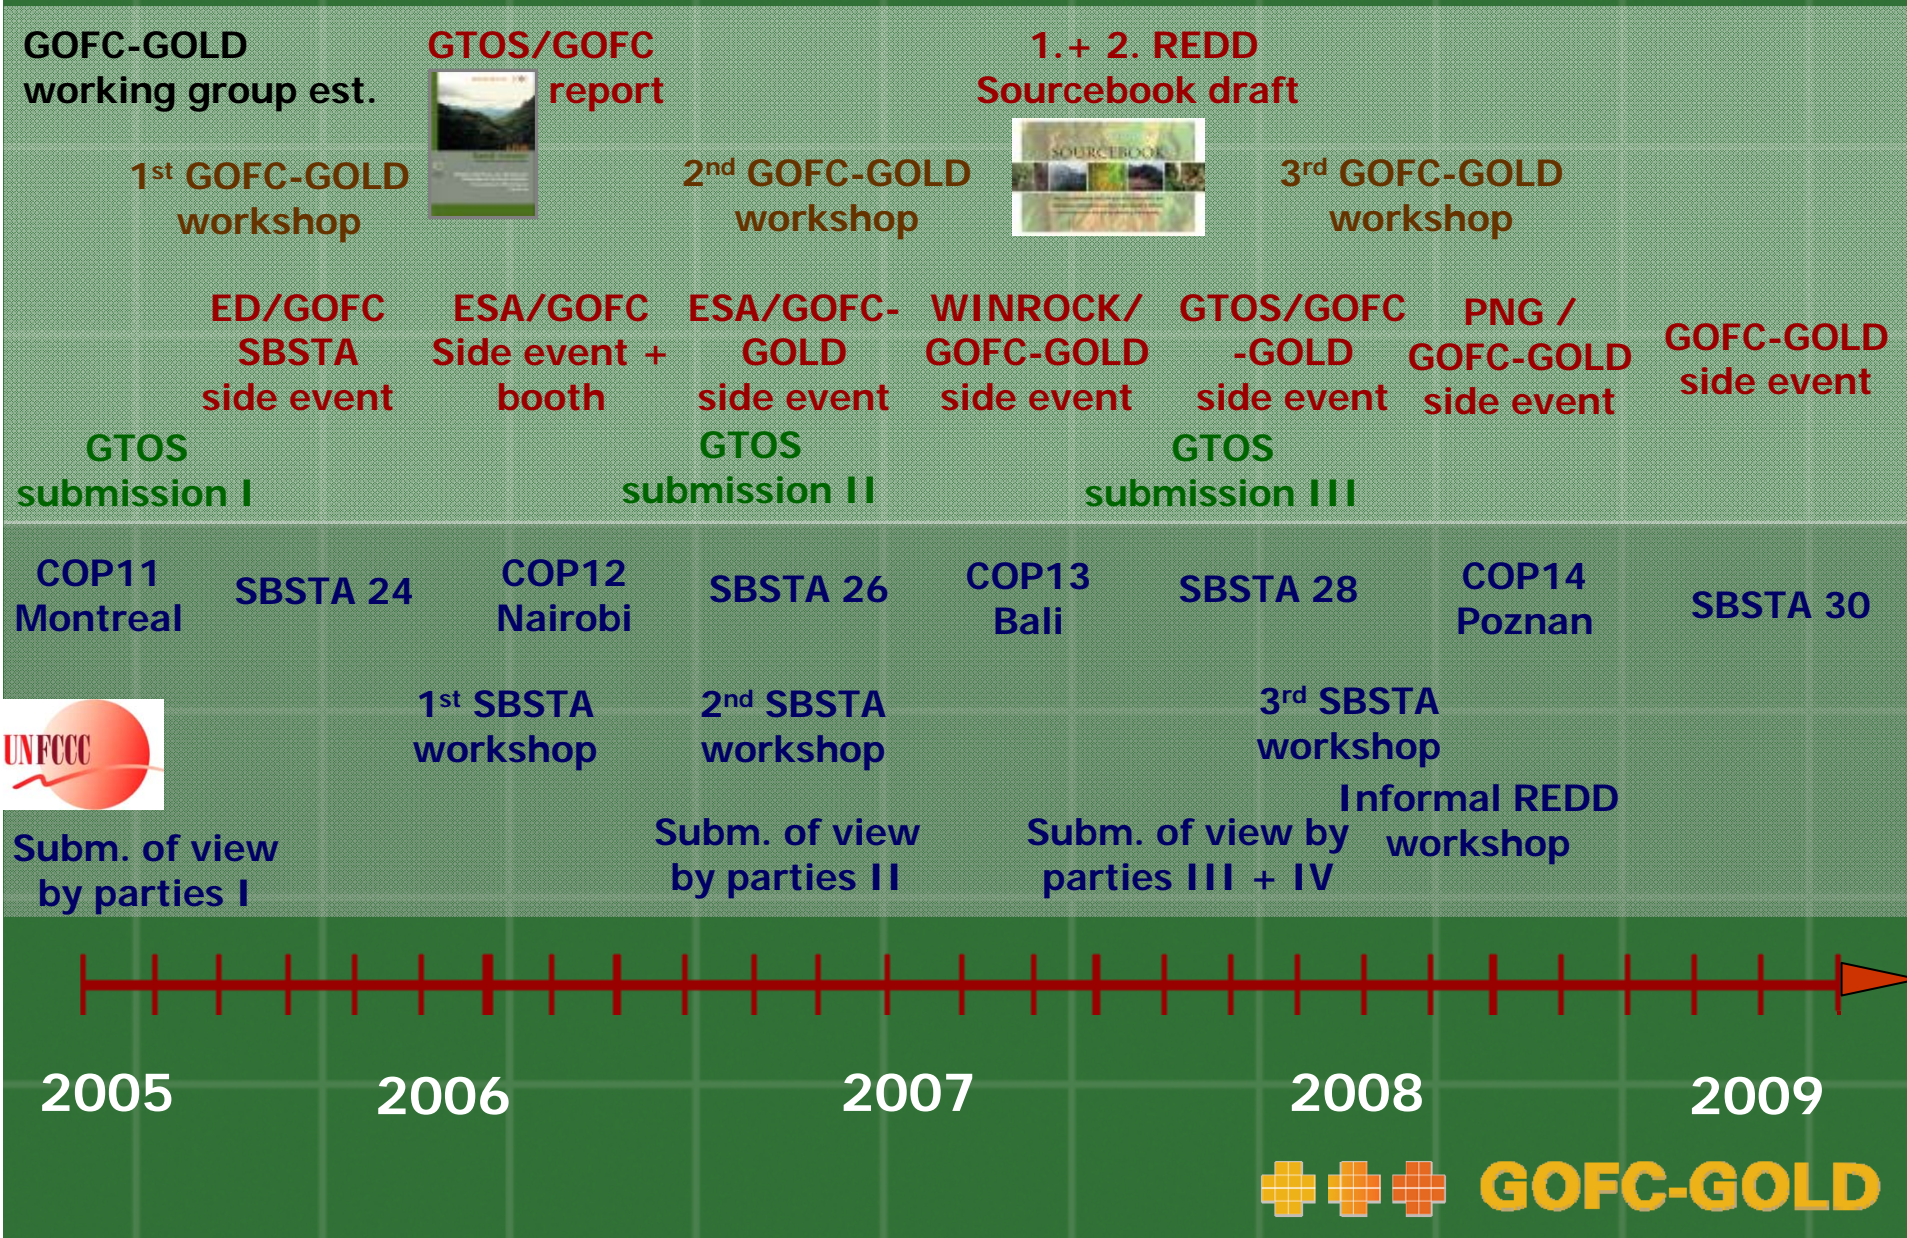 GOFC-GOLD
working group est.
GTOS/GOFC
report
1.+ 2. REDD
Sourcebook draft
SOURCEBOOK
1st GOFC-GOLD
workshop
2nd GOFC-GOLD
workshop
3rd GOFC-GOLD
workshop
ED/GOFC
SBSTA
side event
ESA/GOFC
Side event +
booth
ESA/GOFC-
GOLD
side event
WINROCK/
GOFC-GOLD
side event
GTOS/GOFC
-GOLD
side event
PNG /
GOFC-GOLD
side event
GOFC-GOLD
side event
GTOS
submission I
GTOS
submission II
GTOS
submission III
COP11
Montreal
SBSTA 24
COP12
Nairobi
SBSTA 26
COP13
Bali
SBSTA 28
COP14
Poznan
SBSTA 30
UNFCCC
1st SBSTA
workshop
2nd SBSTA
workshop
3rd SBSTA
workshop
Informal REDD
workshop
Subm. of view
by parties I
Subm. of view
by parties II
Subm. of view by
parties III + IV
2005
2006
2007
2008
2009
GOFC-GOLD